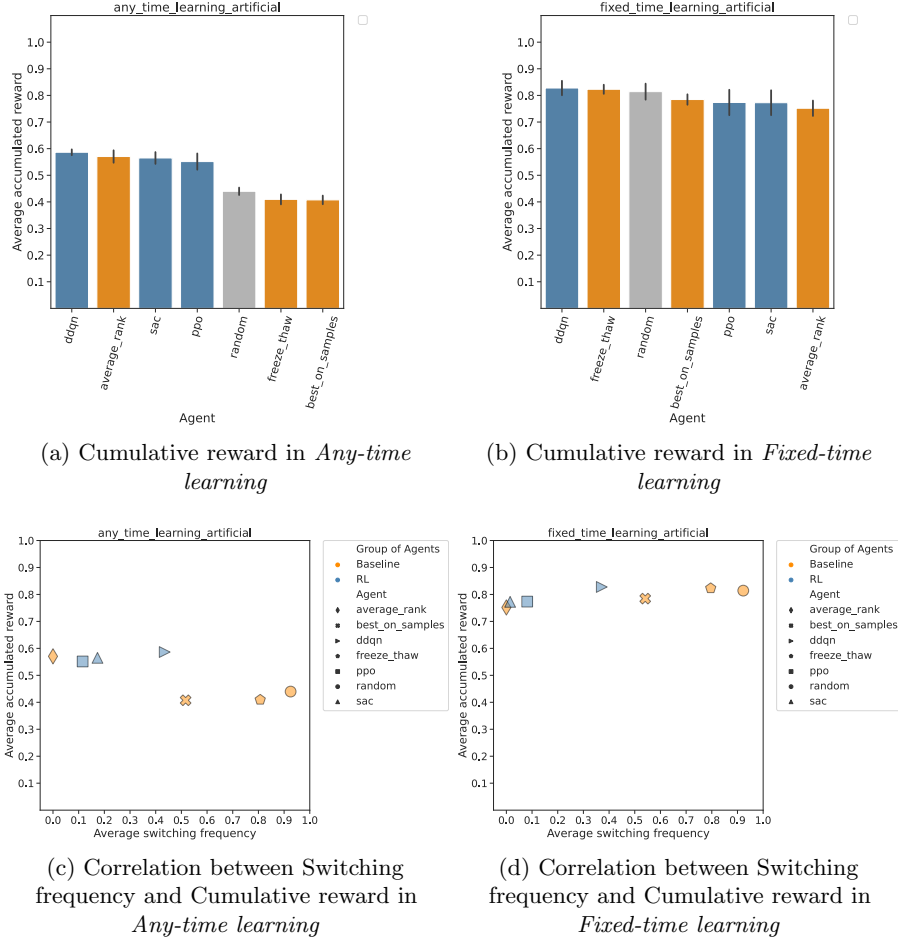 any_time_learning_artificial
Average accumulated reward
1.0
0.9
0.8
0.7
0.6
0.5
0.4
0.3
0.2
0.1
ddqn
average_rank
sac
ppo
random
freeze_thaw
best_on_samples
Agent
(a) Cumulative reward in Any-time
learning
fixed_time_learning_artificial
Average accumulated reward
1.0
0.9
0.8
0.7
0.6
0.5
0.4
0.3
0.2
0.1
ddqn
freeze_thaw
random
best_on_samples
ppo
sac
average_rank
Agent
(b) Cumulative reward in Fixed-time
learning
any_time_learning_artificial
Average accumulated reward
1.0
0.9
0.8
0.7
0.6
0.5
0.4
0.3
0.2
0.1
0.0 0.1 0.2 0.3 0.4 0.5 0.6 0.7 0.8 0.9 1.0
Average switching frequency
Group of Agents
Baseline
RL
Agent
average_rank
best_on_samples
ddqn
freeze_thaw
ppo
random
sac
(c) Correlation between Switching
frequency and Cumulative reward in
Any-time learning
fixed_time_learning_artificial
Average accumulated reward
1.0
0.9
0.8
0.7
0.6
0.5
0.4
0.3
0.2
0.1
0.0 0.1 0.2 0.3 0.4 0.5 0.6 0.7 0.8 0.9 1.0
Average switching frequency
Group of Agents
Baseline
RL
Agent
average_rank
best_on_samples
ddqn
freeze_thaw
ppo
random
sac
(d) Correlation between Switching
frequency and Cumulative reward in
Fixed-time learning